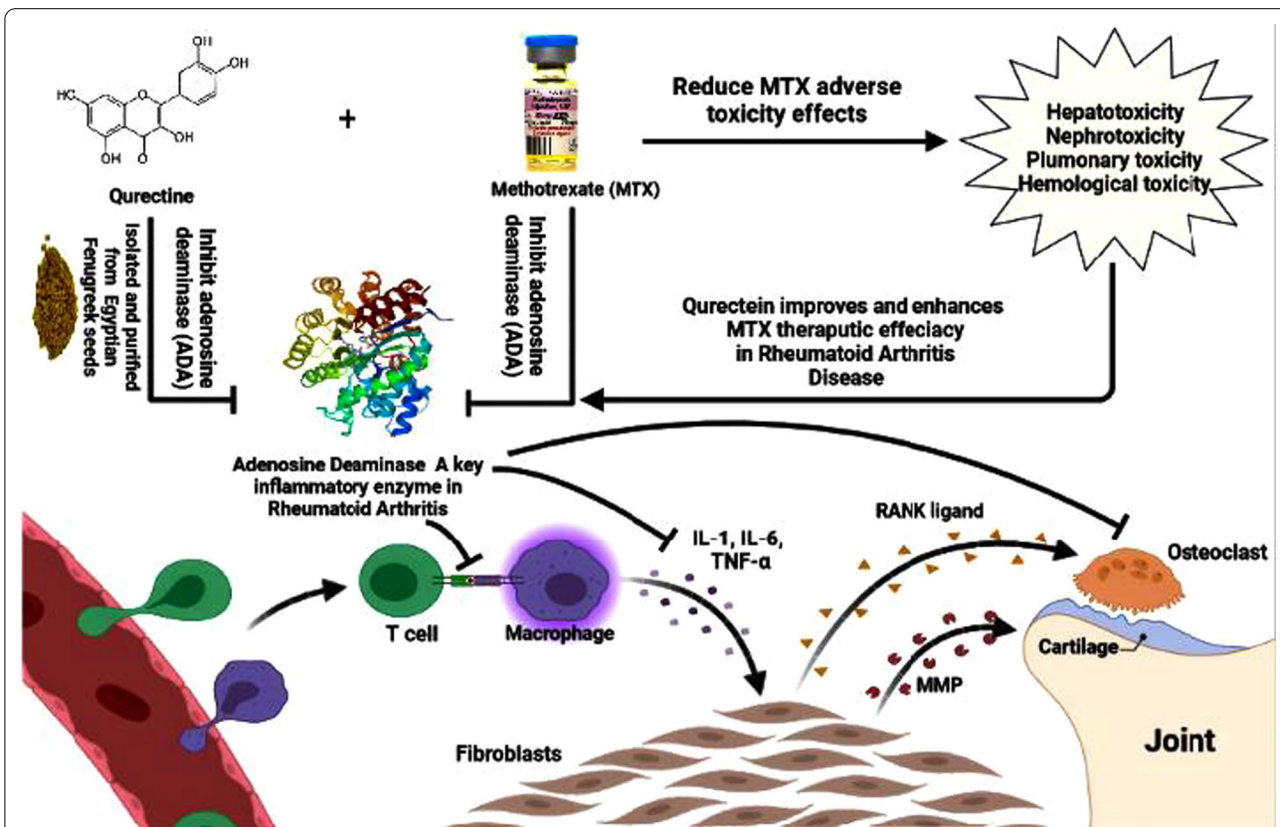 OH
OH
HO
O
OH
OH
O
Qurectine
+
Methotrexate (MTX)
Reduce MTX adverse
toxicity effects
Hepatotoxicity
Nephrotoxicity
Plumonary toxicity
Hemological toxicity
Isolated and purified
from Egyptian
Fenugreek seeds
Inhibit adenosine
deaminase (ADA)
Inhibit adenosine
deaminase (ADA)
Qurectein improves and enhances
MTX theraputic effeciacy
in Rheumatoid Arthritis
Disease
Adenosine Deaminase A key
inflammatory enzyme in
Rheumatoid Arthritis
IL-1, IL-6,
TNF-α
RANK ligand
Osteoclast
T cell
Macrophage
Cartilage
MMP
Fibroblasts
Joint